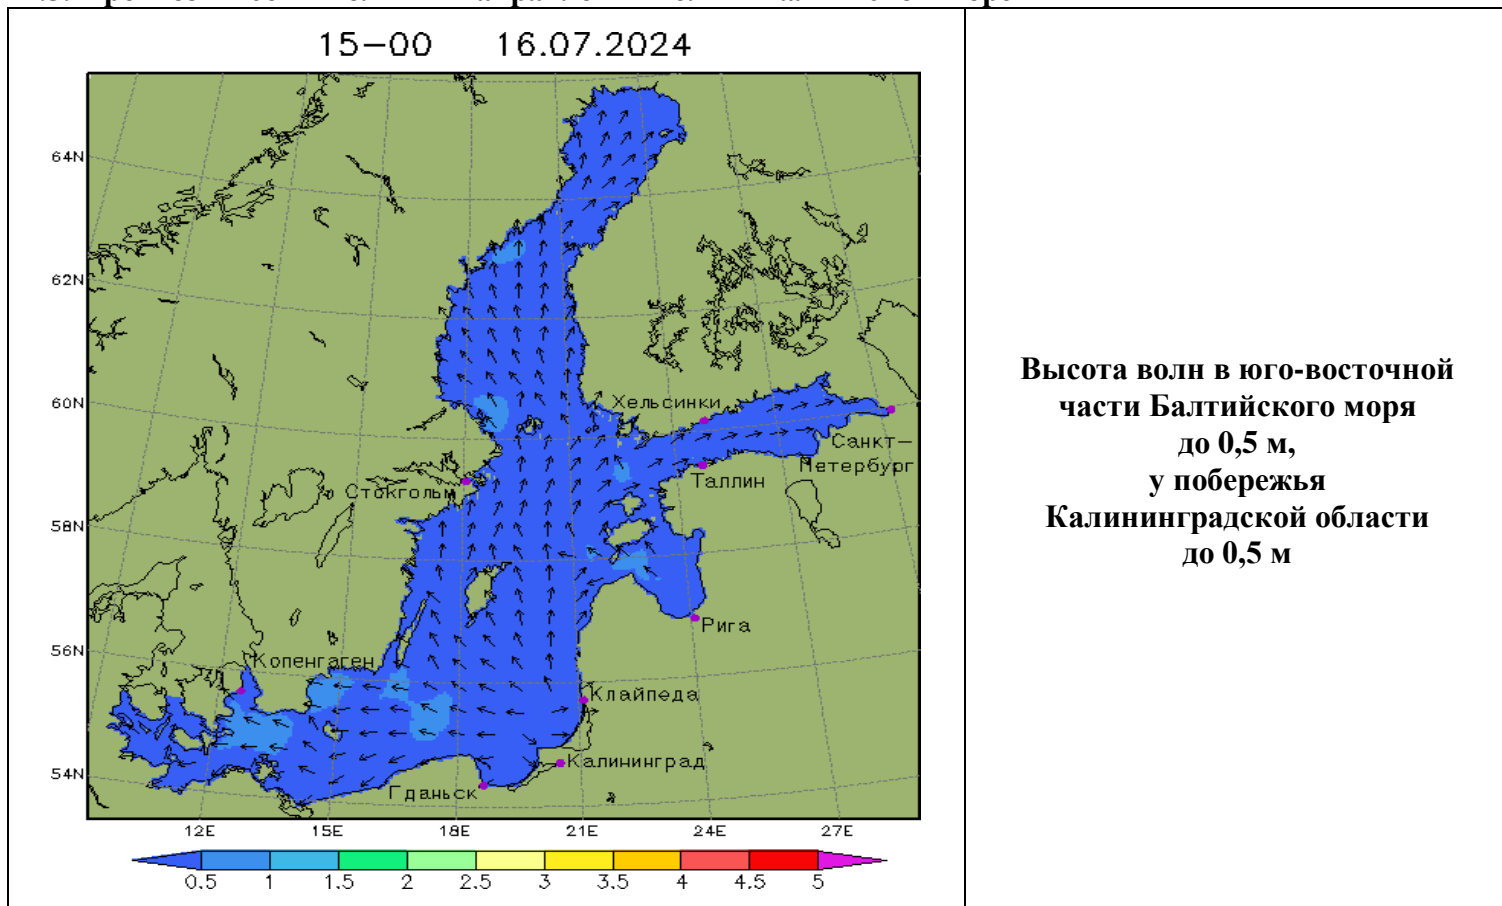 15-00 16.07.2024
64N
62N
60N
58N
56N
54N
Хельсинки
Санкт-
Петербург
Таллин
Стокгольм
Рига
Копенгаген
Клайпеда
Калининград
Гданьск
12E 15E 18E 21E 24E 27E
0.5 1 1.5 2 2.5 3 3.5 4 4.5 5
Высота волн в юго-восточной
части Балтийского моря
до 0,5 м,
у побережья
Калининградской области
до 0,5 м